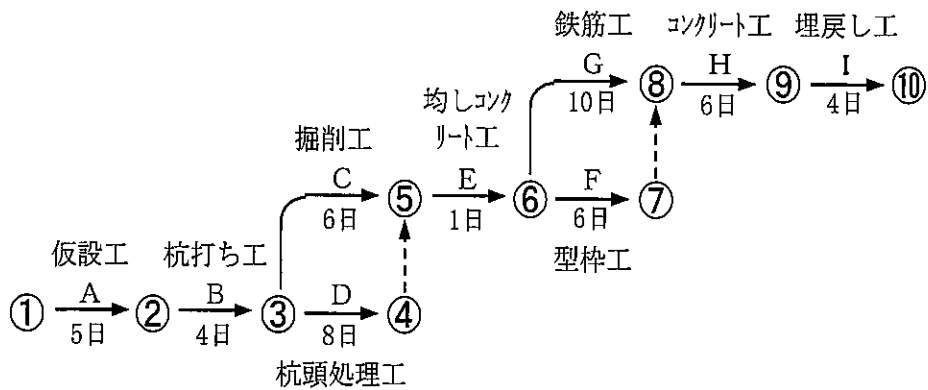 鉄筋工 コンクリート工 埋戻し工
G H I
⑧ ⑨ ⑩
10日 6日 4日
均しコンク
リート工
掘削工
C E F
⑤ ⑥ ⑦
6日 1日 6日
型枠工
仮設工 杭打ち工
A B D
① ② ③ ④
5日 4日 8日
杭頭処理工